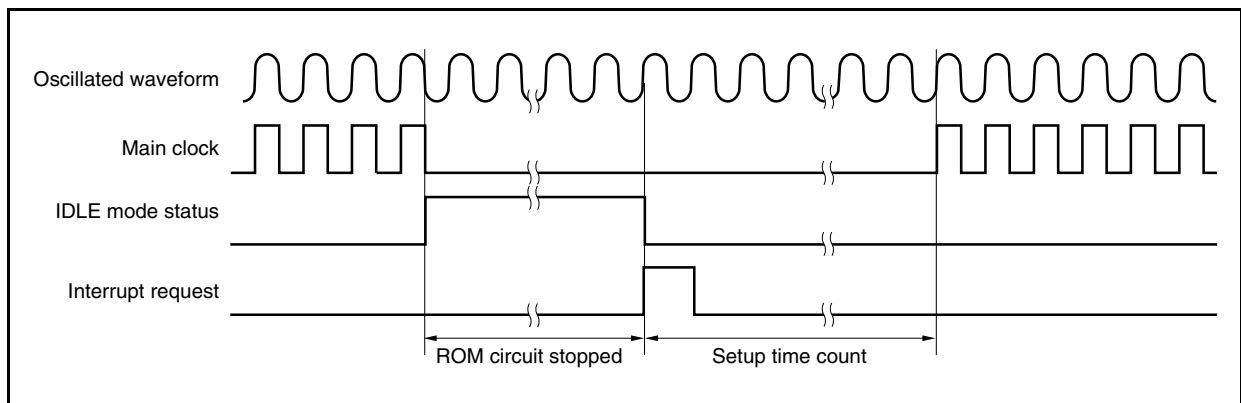 Oscillated waveform
Main clock
IDLE mode status
Interrupt request
ROM circuit stopped
Setup time count